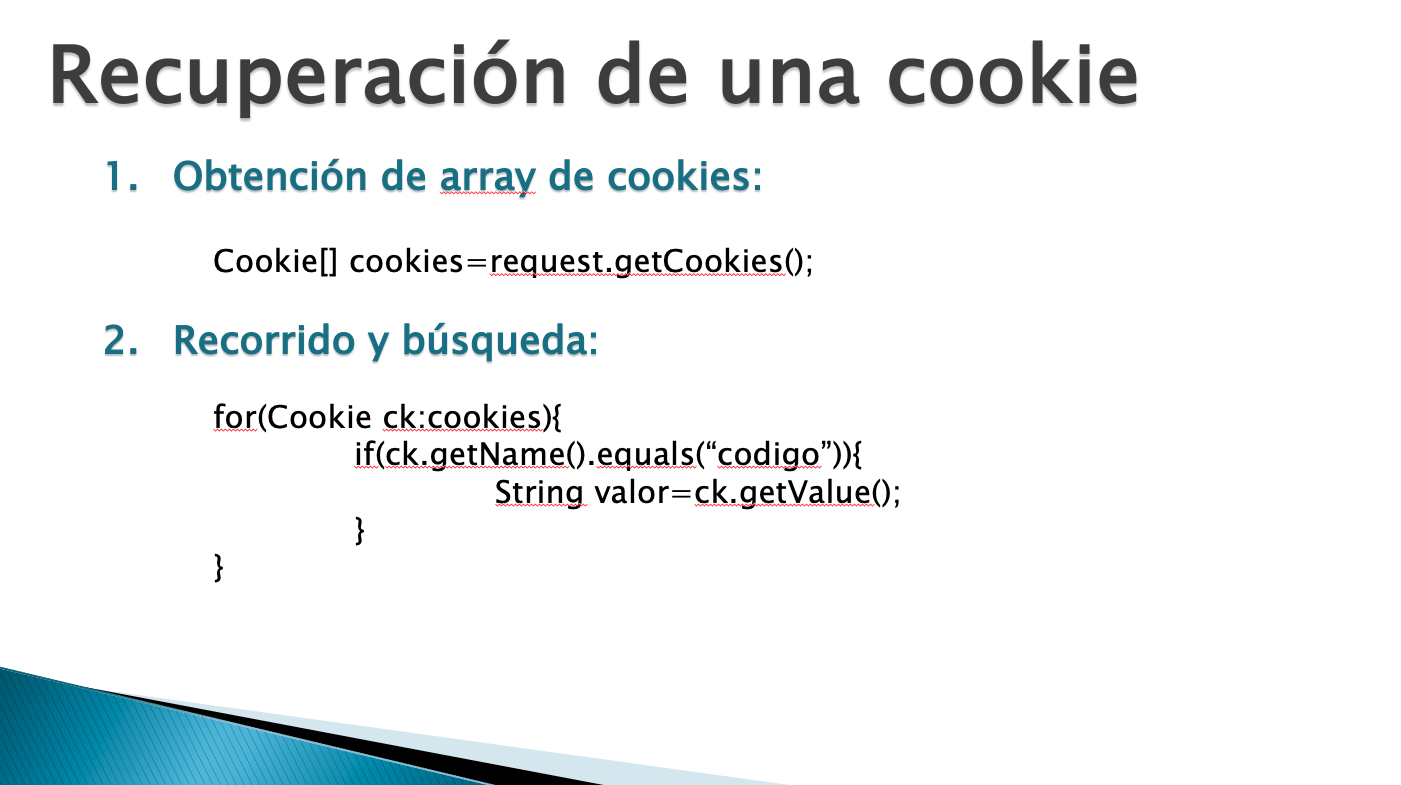 Recuperación de una cookie
1. Obtención de array de cookies:
Cookie[] cookies=request.getCookies();
2. Recorrido y búsqueda:
for(Cookie ck:cookies){
if(ck.getName().equals(“codigo”)){
String valor=ck.getValue();
}
}